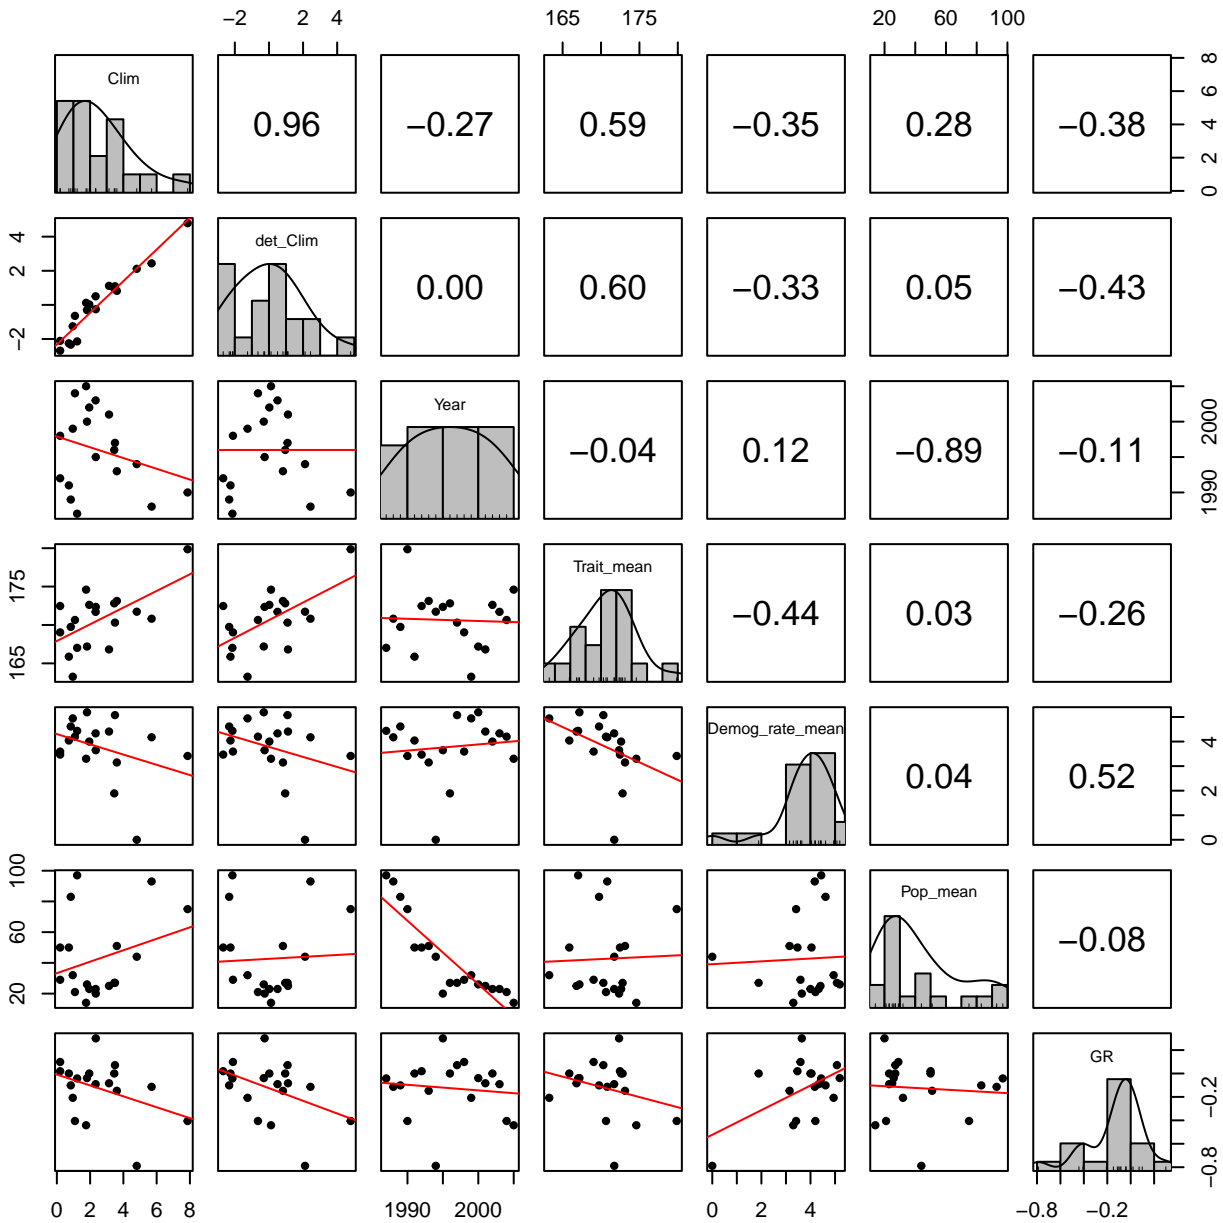 −2 2 4 165 175 20 60 100
Clim 0.96 −0.27 0.59 −0.35 0.28 −0.38 0 2 4 6 8
−2 2 4 det_Clim 0.00 0.60 −0.33 0.05 −0.43
Year −0.04 0.12 −0.89 −0.11 1990 2000
165 175 Trait_mean −0.44 0.03 −0.26
Demog_rate_mean 0.04 0.52 0 2 4
20 60 100 Pop_mean −0.08
GR −0.8 −0.2
0 2 4 6 8 1990 2000 0 2 4 −0.8 −0.2